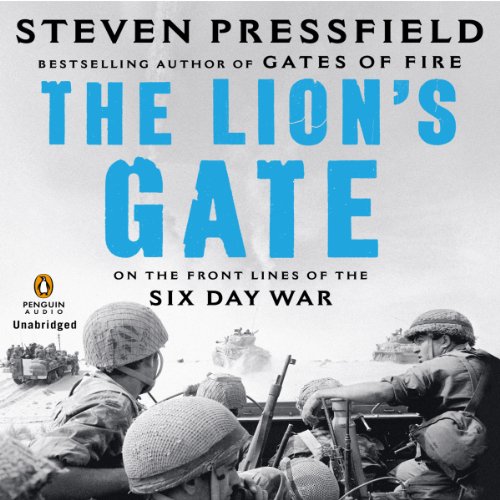 STEVEN PRESSFIELD
BESTSELLING AUTHOR OF GATES OF FIRE
THE LION'S
GATE
ON THE FRONT LINES OF THE
SIX DAY WAR
PENGUIN
AUDIO
Unabridged